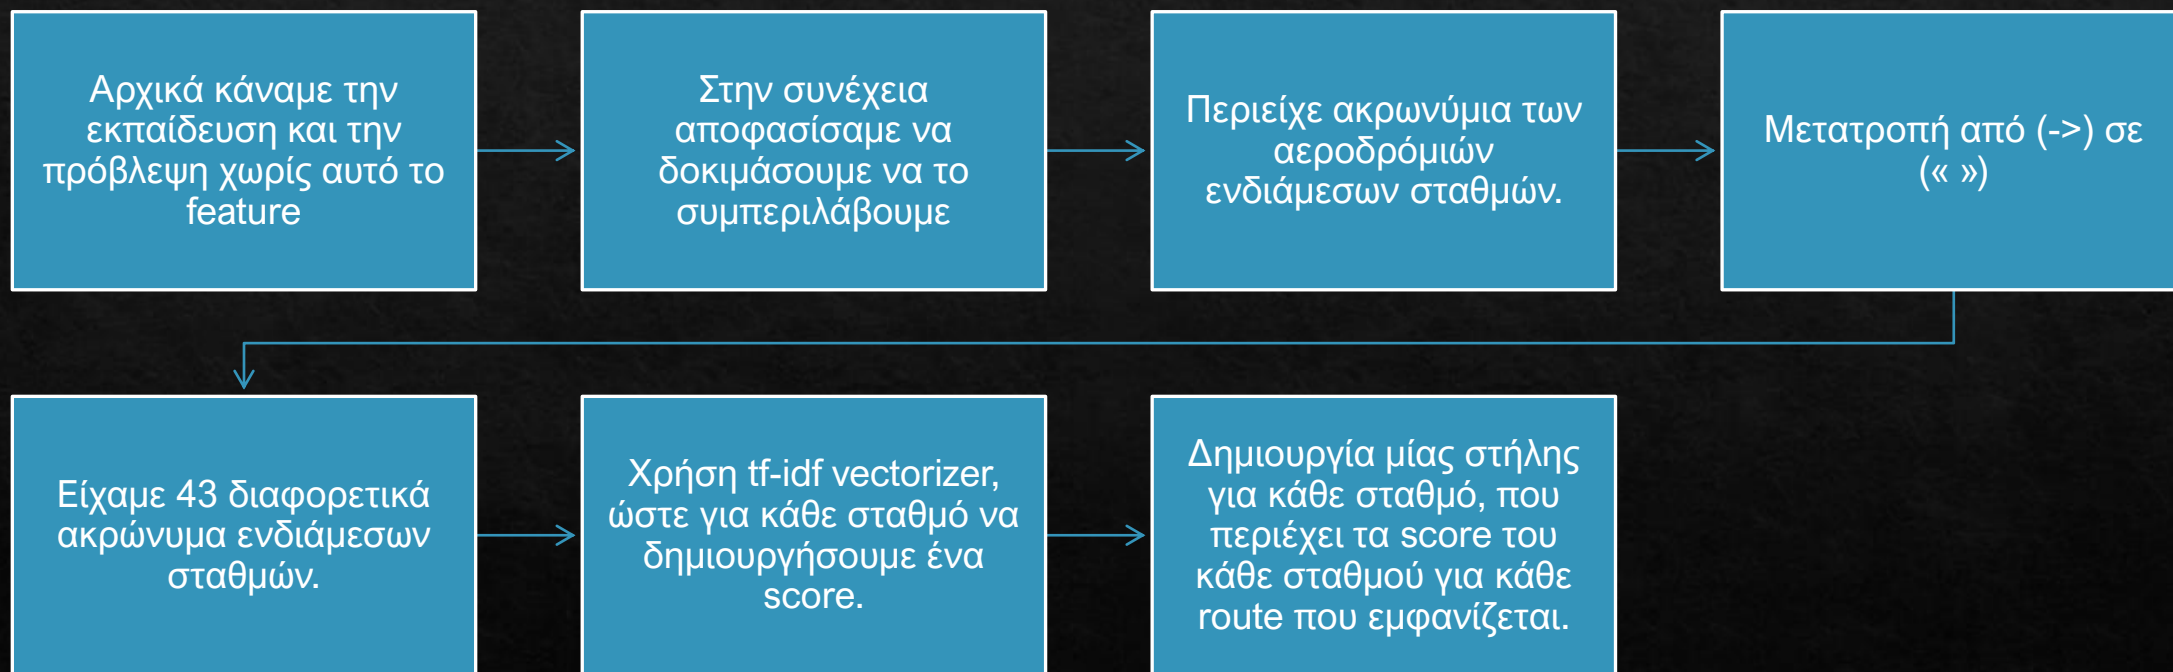 Αρχικά κάναμε την
εκπαίδευση και την
πρόβλεψη χωρίς αυτό το
feature
Στην συνέχεια
αποφασίσαμε να
δοκιμάσουμε να το
συμπεριλάβουμε
Περιείχε ακρωνύμια των
αεροδρόμιών
ενδιάμεσων σταθμών.
Μετατροπή από (->) σε
(« »)
Είχαμε 43 διαφορετικά
ακρώνυμα ενδιάμεσων
σταθμών.
Χρήση tf-idf vectorizer,
ώστε για κάθε σταθμό να
δημιουργήσουμε ένα
score.
Δημιουργία μίας στήλης
για κάθε σταθμό, που
περιέχει τα score του
κάθε σταθμού για κάθε
route που εμφανίζεται.